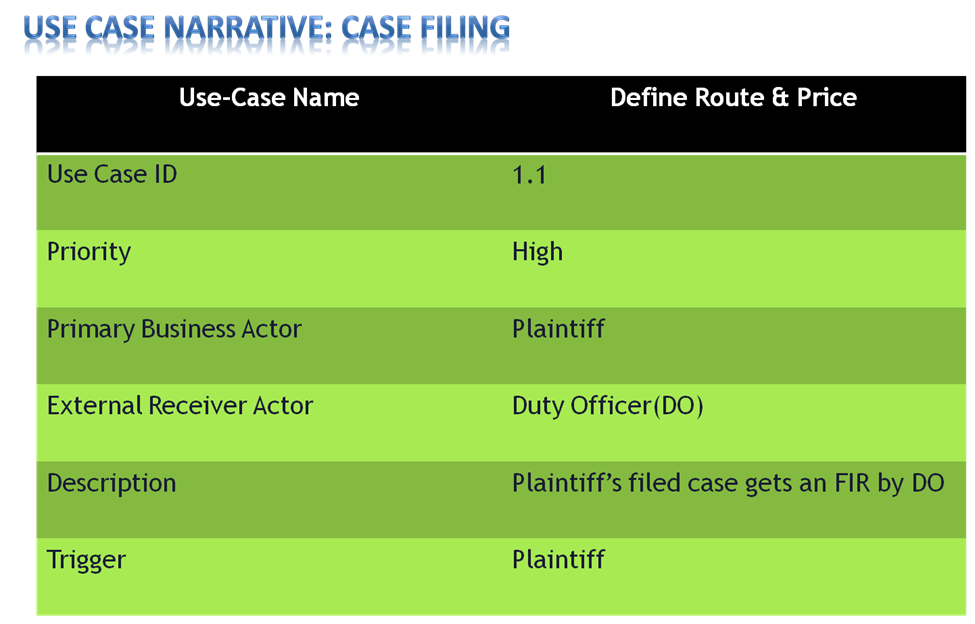 USE CASE NARRATIVE: CASE FILING
Use-Case Name Define Route & Price
Use Case ID 1.1
Priority High
Primary Business Actor Plaintiff
External Receiver Actor Duty Officer(DO)
Description Plaintiff’s filed case gets an FIR by DO
Trigger Plaintiff